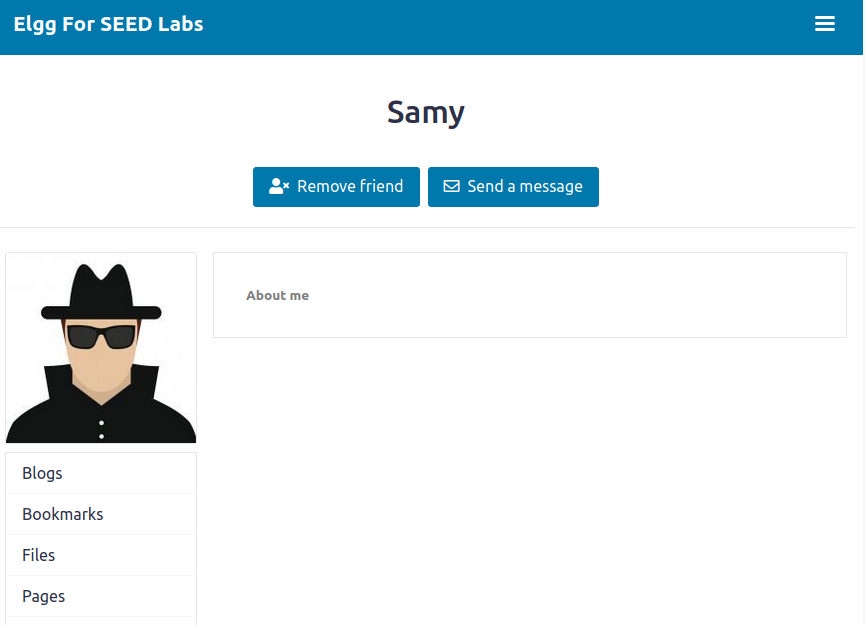 Elgg For SEED Labs
Samy
Remove friend
Send a message
About me
Blogs
Bookmarks
Files
Pages